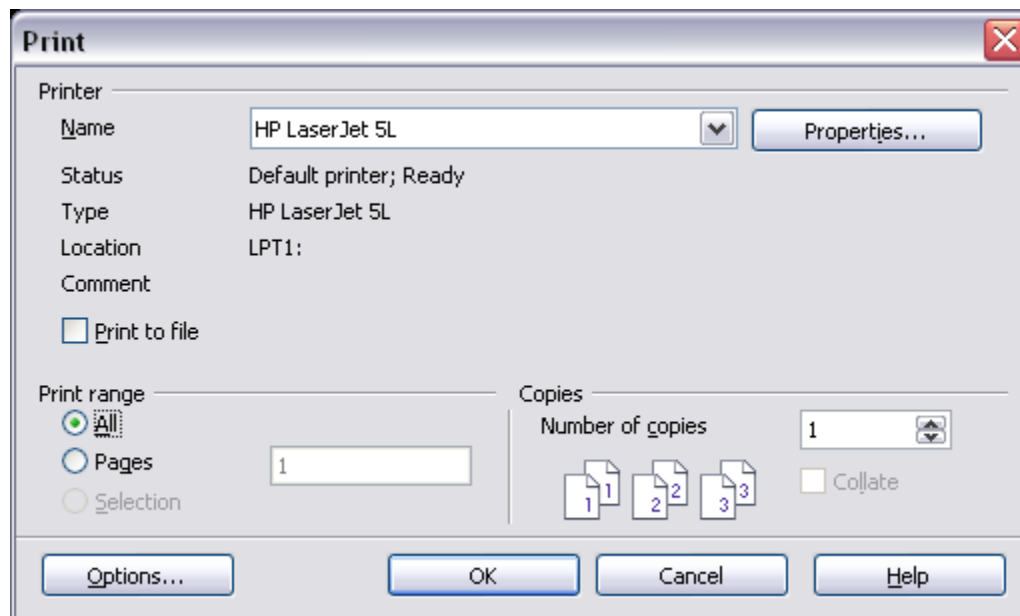 Print
Printer
Name HP LaserJet 5L Properties...
Status Default printer; Ready
Type HP LaserJet 5L
Location LPT1:
Comment
Print to file
Print range Copies
All Number of copies 1
Pages 1
1 1 2 2 3 3 Collate
Selection
Options... OK Cancel Help